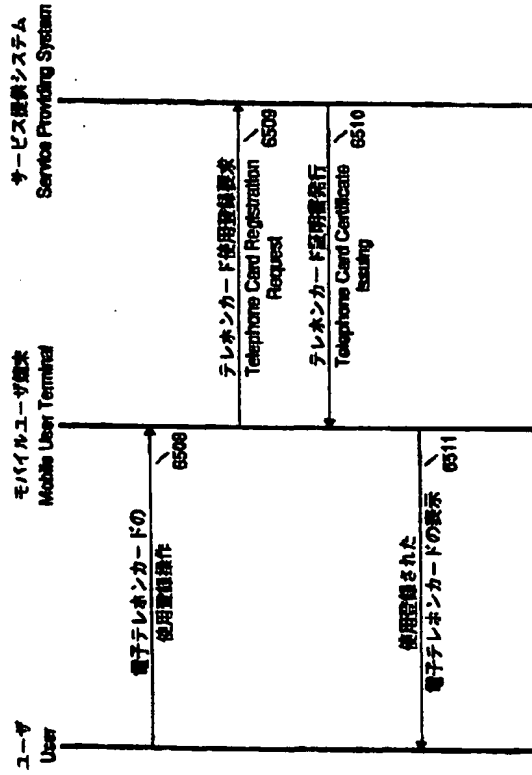 ユーザ
User
モバイルユーザ端末
Mobile User Terminal
サービス提供システム
Service Providing System
電子テレホンカードの
使用登録操作
6508
テレホンカード使用登録要求
6509
Telephone Card Registration
Request
テレホンカード証明書発行
6510
Telephone Card Certificate
Issuing
使用登録された
6511
電子テレホンカードの表示